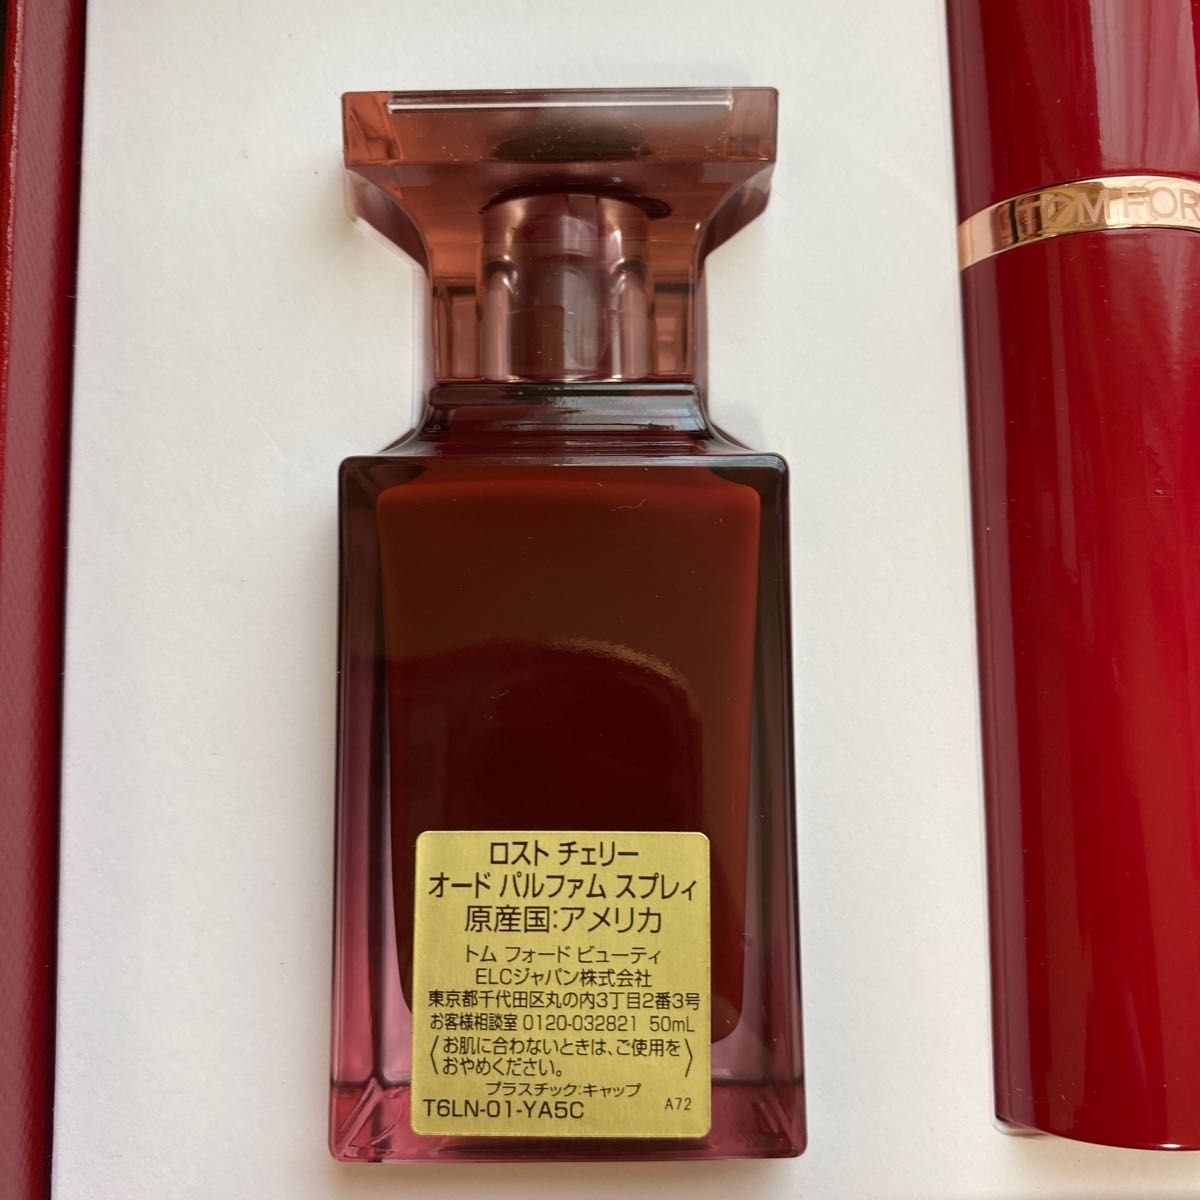 TOM FOR
ロスト チェリー
オード パルファム スプレィ
原産国:アメリカ
トム フォード ビューティ
ELCジャパン株式会社
東京都千代田区丸の内3丁目2番3号
お客様相談室 0120-032821 50mL
〈お肌に合わないときは、ご使用を
おやめください。〉
プラスチック:キャップ
T6LN-01-YA5C A72